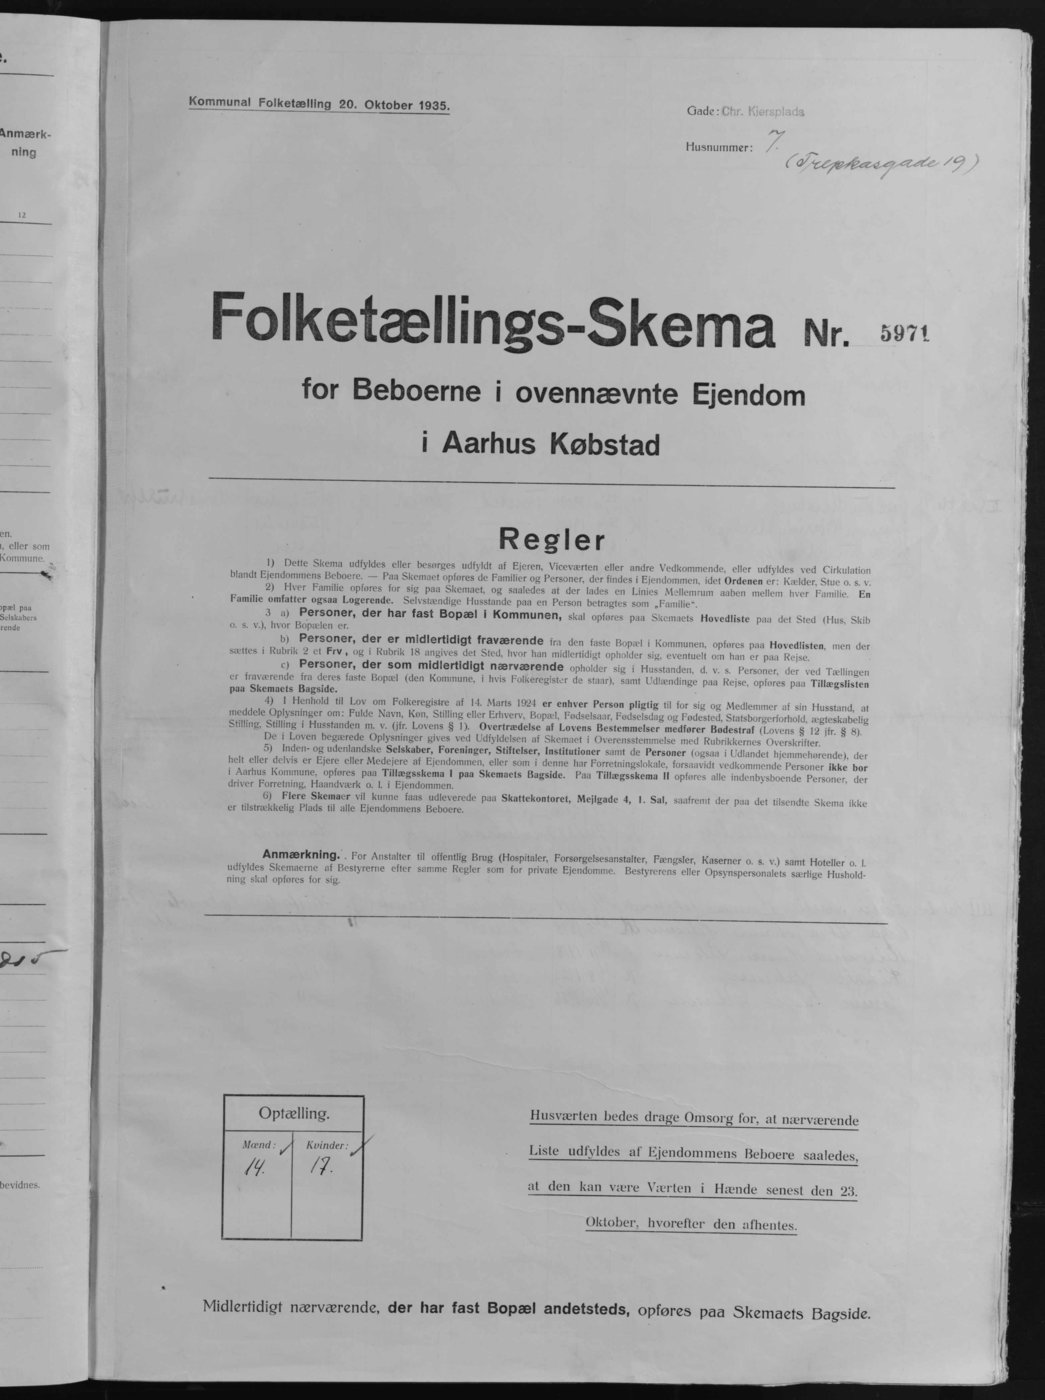 Anmærk-
ning
12
en.
, eller som
Kommune.
opæl paa
Selskabers
rende
bevidnes.
Kommunal Folketælling 20. Oktober 1935.
Gade: Chr. Kjersplads
Husnummer: 7.
(Trepkasgade 19)
Folketællings-Skema Nr. 5971
for Beboerne i ovennævnte Ejendom
i Aarhus Købstad
Regler
1) Dette Skema udfyldes eller besørges udfyldt af Ejeren, Viceværten eller andre Vedkommende, eller udfyldes ved Cirkulation
blandt Ejendommens Beboere. — Paa Skemaet opføres de Familier og Personer, der findes i Ejendommen, idet Ordenen er: Kælder, Stue o. s. v.
2) Hver Familie opføres for sig paa Skemaet, og saaledes at der lades en Linies Mellemrum aaben mellem hver Familie. En
Familie omfatter ogsaa Logerende. Selvstændige Husstande paa en Person betragtes som „Familie".
3 a) Personer, der har fast Bopæl i Kommunen, skal opføres paa Skemaets Hovedliste paa det Sted (Hus, Skib
o. s. v.), hvor Bopælen er.
b) Personer, der er midlertidigt fraværende fra den faste Bopæl i Kommunen, opføres paa Hovedlisten, men der
sættes i Rubrik 2 et Frv, og i Rubrik 18 angives det Sted, hvor han midlertidigt opholder sig, eventuelt om han er paa Rejse.
c) Personer, der som midlertidigt nærværende opholder sig i Husstanden, d. v. s. Personer, der ved Tællingen
er fraværende fra deres faste Bopæl (den Kommune, i hvis Folkeregister de staar), samt Udlændinge paa Rejse, opføres paa Tillægslisten
paa Skemaets Bagside.
4) I Henhold til Lov om Folkeregistre af 14. Marts 1924 er enhver Person pligtig til for sig og Medlemmer af sin Husstand, at
meddele Oplysninger om: Fulde Navn, Køn, Stilling eller Erhverv, Bopæl, Fødselsaar, Fødselsdag og Fødested, Statsborgerforhold, ægteskabelig
Stilling, Stilling i Husstanden m. v. (jfr. Lovens § 1). Overtrædelse af Lovens Bestemmelser medfører Bødestraf (Lovens § 12 jfr. § 8).
De i Loven begærede Oplysninger gives ved Udfyldelsen af Skemaet i Overensstemmelse med Rubrikkernes Overskrifter.
5) Inden- og udenlandske Selskaber, Foreninger, Stiftelser, Institutioner samt de Personer (ogsaa i Udlandet hjemmehørende), der
helt eller delvis er Ejere eller Medejere af Ejendommen, eller som i denne har Forretningslokale, forsaavidt vedkommende Personer ikke bor
i Aarhus Kommune, opføres paa Tillægsskema I paa Skemaets Bagside. Paa Tillægsskema II opføres alle indenbysboende Personer, der
driver Forretning, Haandværk o. l. i Ejendommen.
6) Flere Skemaer vil kunne faas udleverede paa Skattekontoret, Mejlgade 4, 1. Sal, saafremt der paa det tilsendte Skema ikke
er tilstrækkelig Plads til alle Ejendommens Beboere.
Anmærkning. For Anstalter til offentlig Brug (Hospitaler, Forsørgelsesanstalter, Fængsler, Kaserner o. s. v.) samt Hoteller o. l.
udfyldes Skemaerne af Bestyrerne efter samme Regler som for private Ejendomme. Bestyrerens eller Opsynspersonalets særlige Hushold-
ning skal opføres for sig.
Optælling.
Mænd: Kvinder:
14. 17.
Husværten bedes drage Omsorg for, at nærværende
Liste udfyldes af Ejendommens Beboere saaledes,
at den kan være Værten i Hænde senest den 23.
Oktober, hvorefter den afhentes.
Midlertidigt nærværende, der har fast Bopæl andetsteds, opføres paa Skemaets Bagside.